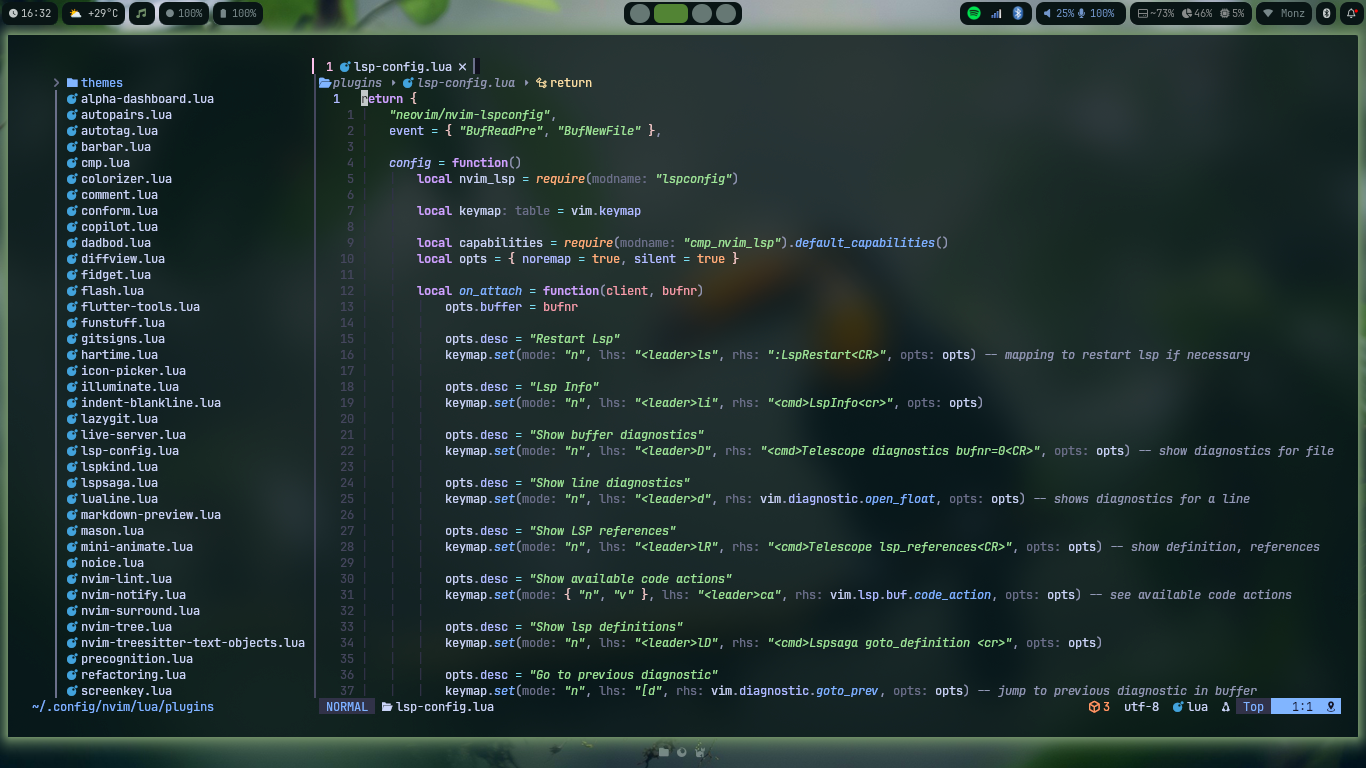 16:32 +29°C 100% 100% 25% 100% ~73% 46% 5% Monz
1 lsp-config.lua ×
plugins › lsp-config.lua › return
themes
alpha-dashboard.lua
autopairs.lua
autotag.lua
barbar.lua
cmp.lua
colorizer.lua
comment.lua
conform.lua
copilot.lua
dadbod.lua
diffview.lua
fidget.lua
flash.lua
flutter-tools.lua
funstuff.lua
gitsigns.lua
hartime.lua
icon-picker.lua
illuminate.lua
indent-blankline.lua
lazygit.lua
live-server.lua
lsp-config.lua
lspkind.lua
lspsaga.lua
lualine.lua
markdown-preview.lua
mason.lua
mini-animate.lua
noice.lua
nvim-lint.lua
nvim-notify.lua
nvim-surround.lua
nvim-tree.lua
nvim-treesitter-text-objects.lua
precognition.lua
refactoring.lua
screenkey.lua
1 return {
1 "neovim/nvim-lspconfig",
2 event = { "BufReadPre", "BufNewFile" },
3
4 config = function()
5 local nvim_lsp = require(modname: "lspconfig")
6
7 local keymap: table = vim.keymap
8
9 local capabilities = require(modname: "cmp_nvim_lsp").default_capabilities()
10 local opts = { noremap = true, silent = true }
11
12 local on_attach = function(client, bufnr)
13 opts.buffer = bufnr
14
15 opts.desc = "Restart Lsp"
16 keymap.set(mode: "n", lhs: "<leader>ls", rhs: ":LspRestart<CR>", opts: opts) -- mapping to restart lsp if necessary
17
18 opts.desc = "Lsp Info"
19 keymap.set(mode: "n", lhs: "<leader>li", rhs: "<cmd>LspInfo<cr>", opts: opts)
20
21 opts.desc = "Show buffer diagnostics"
22 keymap.set(mode: "n", lhs: "<leader>D", rhs: "<cmd>Telescope diagnostics bufnr=0<CR>", opts: opts) -- show diagnostics for file
23
24 opts.desc = "Show line diagnostics"
25 keymap.set(mode: "n", lhs: "<leader>d", rhs: vim.diagnostic.open_float, opts: opts) -- shows diagnostics for a line
26
27 opts.desc = "Show LSP references"
28 keymap.set(mode: "n", lhs: "<leader>lR", rhs: "<cmd>Telescope lsp_references<CR>", opts: opts) -- show definition, references
29
30 opts.desc = "Show available code actions"
31 keymap.set(mode: { "n", "v" }, lhs: "<leader>ca", rhs: vim.lsp.buf.code_action, opts: opts) -- see available code actions
32
33 opts.desc = "Show lsp definitions"
34 keymap.set(mode: "n", lhs: "<leader>lD", rhs: "<cmd>Lspsaga goto_definition <cr>", opts: opts)
35
36 opts.desc = "Go to previous diagnostic"
37 keymap.set(mode: "n", lhs: "[d", rhs: vim.diagnostic.goto_prev, opts: opts) -- jump to previous diagnostic in buffer
~/.config/nvim/lua/plugins NORMAL lsp-config.lua 3 utf-8 lua Top 1:1